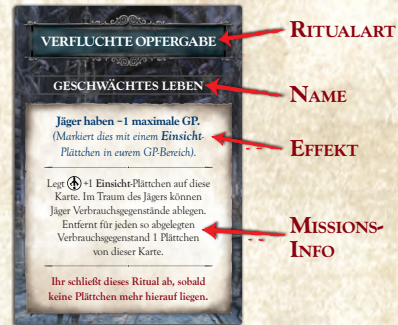 VERFLUCHTE OPFERGABE
GESCHWÄCHTES LEBEN
Jäger haben −1 maximale GP.
(Markiert dies mit einem Einsicht-
Plättchen in eurem GP-Bereich).
Legt +1 Einsicht-Plättchen auf diese
Karte. Im Traum des Jägers können
Jäger Verbrauchsgegenstände ablegen.
Entfernt für jeden so abgelegten
Verbrauchsgegenstand 1 Plättchen
von dieser Karte.
Ihr schließt dieses Ritual ab, sobald
keine Plättchen mehr hierauf liegen.
RITUALART
NAME
EFFEKT
MISSIONS-
INFO